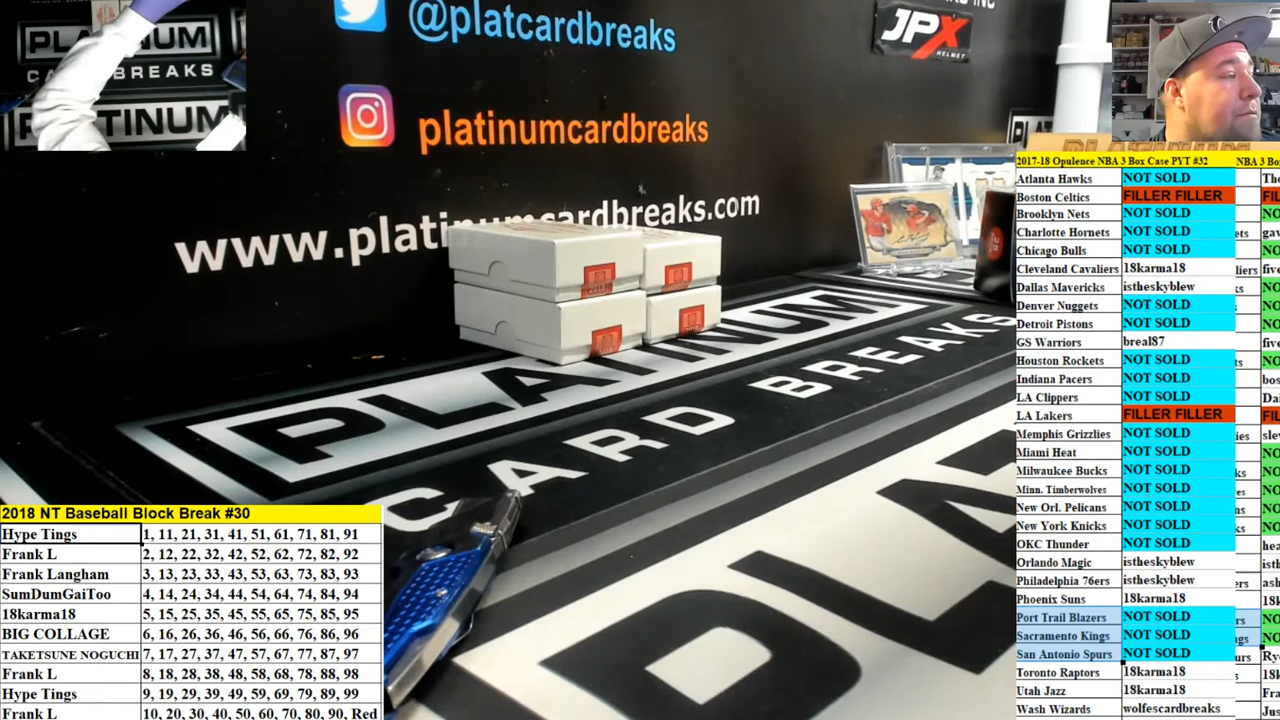 PLATINUM
CARD BREAKS
PLATINUM
@platcardbreaks
platinumcardbreaks
www.platinumcardbreaks.com
JPX
HELMET
INC
PLATINUM
CARD BREAKS
2018 NT Baseball Block Break #30
Hype Tings 1, 11, 21, 31, 41, 51, 61, 71, 81, 91
Frank L 2, 12, 22, 32, 42, 52, 62, 72, 82, 92
Frank Langham 3, 13, 23, 33, 43, 53, 63, 73, 83, 93
SumDumGaiToo 4, 14, 24, 34, 44, 54, 64, 74, 84, 94
18karma18 5, 15, 25, 35, 45, 55, 65, 75, 85, 95
BIG COLLAGE 6, 16, 26, 36, 46, 56, 66, 76, 86, 96
TAKETSUNE NOGUCHI 7, 17, 27, 37, 47, 57, 67, 77, 87, 97
Frank L 8, 18, 28, 38, 48, 58, 68, 78, 88, 98
Hype Tings 9, 19, 29, 39, 49, 59, 69, 79, 89, 99
Frank L 10, 20, 30, 40, 50, 60, 70, 80, 90, Red
2017-18 Opulence NBA 3 Box Case PYT #32 NBA 3 Bo
Atlanta Hawks NOT SOLD
Boston Celtics FILLER FILLER
Brooklyn Nets NOT SOLD
Charlotte Hornets NOT SOLD
Chicago Bulls NOT SOLD
Cleveland Cavaliers 18karma18
Dallas Mavericks istheskyblew
Denver Nuggets NOT SOLD
Detroit Pistons NOT SOLD
GS Warriors breal87
Houston Rockets NOT SOLD
Indiana Pacers NOT SOLD
LA Clippers NOT SOLD
LA Lakers FILLER FILLER
Memphis Grizzlies NOT SOLD
Miami Heat NOT SOLD
Milwaukee Bucks NOT SOLD
Minn. Timberwolves NOT SOLD
New Orl. Pelicans NOT SOLD
New York Knicks NOT SOLD
OKC Thunder NOT SOLD
Orlando Magic istheskyblew
Philadelphia 76ers istheskyblew
Phoenix Suns 18karma18
Port Trail Blazers NOT SOLD
Sacramento Kings NOT SOLD
San Antonio Spurs NOT SOLD
Toronto Raptors 18karma18
Utah Jazz 18karma18
Wash Wizards wolfescardbreaks